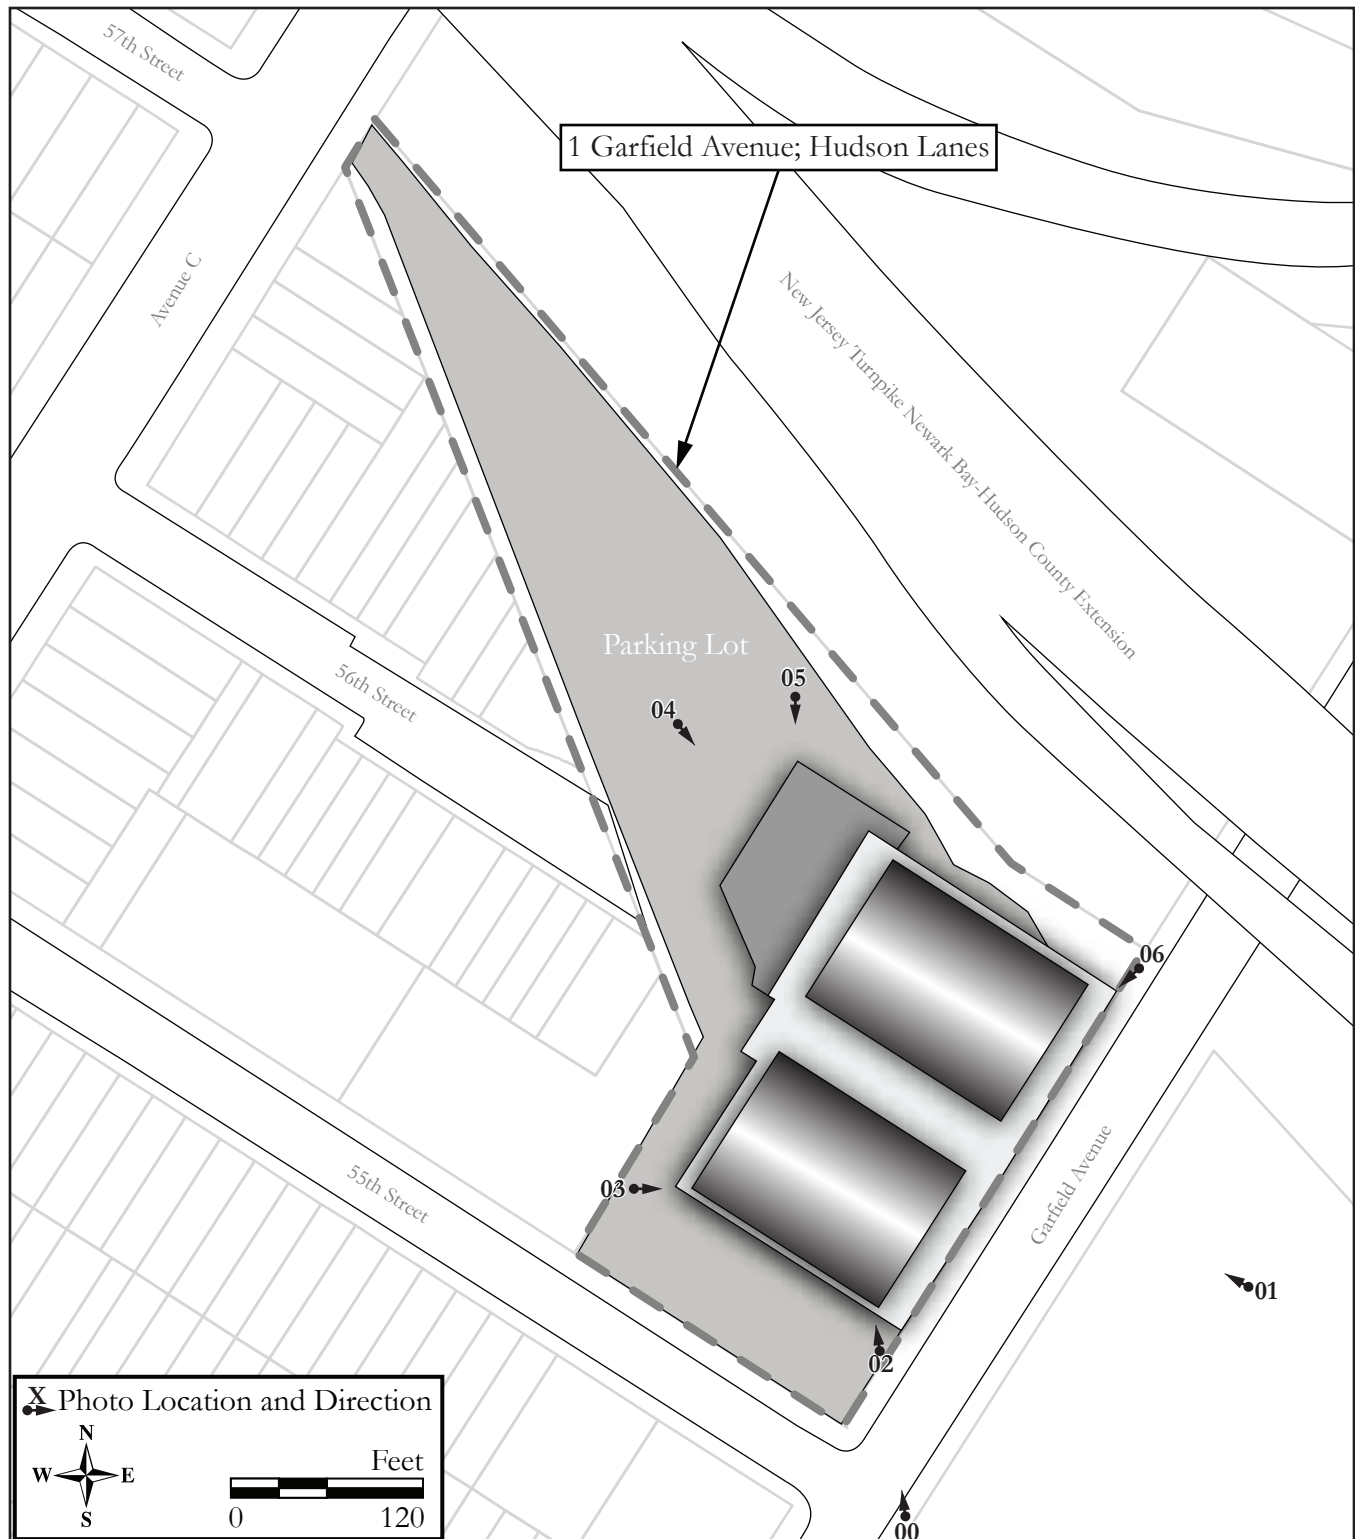 57th Street
1 Garfield Avenue; Hudson Lanes
Avenue C
New Jersey Turnpike Newark Bay-Hudson County Extension
Parking Lot
05
04
56th Street
06
03
55th Street
Garfield Avenue
01
02
X Photo Location and Direction
N
W E
S
Feet
0 120
00